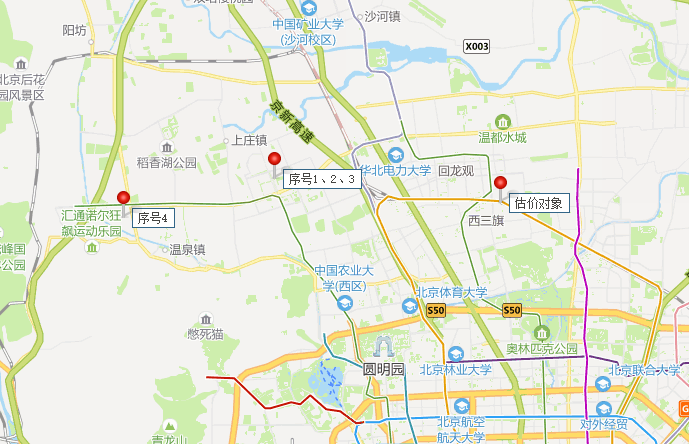 中国矿业大学
(沙河校区)
沙河镇
阳坊
X003
北京后花
园风景区
京新高速
温都水城
上庄镇
稻香湖公园
华北电力大学
回龙观
序号1、2、3
估价对象
序号4
汇通诺尔狂
飙运动乐园
西三旗
温泉镇
中国农业大
学(西区)
北京体育大学
S50
S50
憋死猫
奥林匹克公园
圆明园
北京林业大学
北京联合大学
北京航空
航天大学
对外经贸
青龙山
G